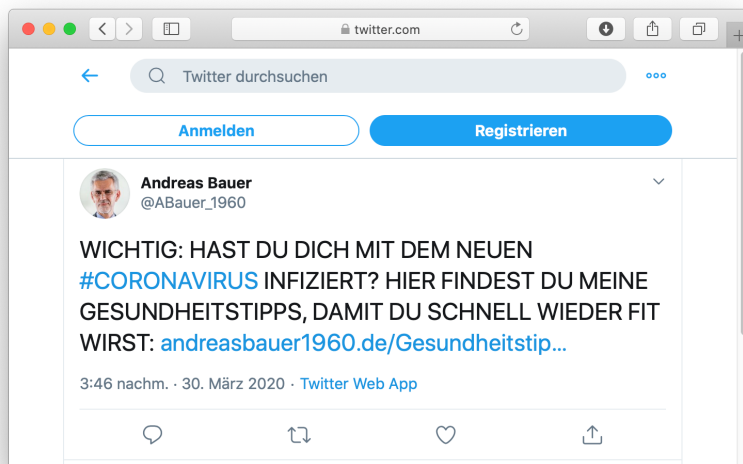 twitter.com
Twitter durchsuchen
Anmelden
Registrieren
Andreas Bauer
@ABauer_1960
WICHTIG: HAST DU DICH MIT DEM NEUEN
#CORONAVIRUS INFIZIERT? HIER FINDEST DU MEINE
GESUNDHEITSTIPPS, DAMIT DU SCHNELL WIEDER FIT
WIRST: andreasbauer1960.de/Gesundheitstip...
3:46 nachm. · 30. März 2020 · Twitter Web App